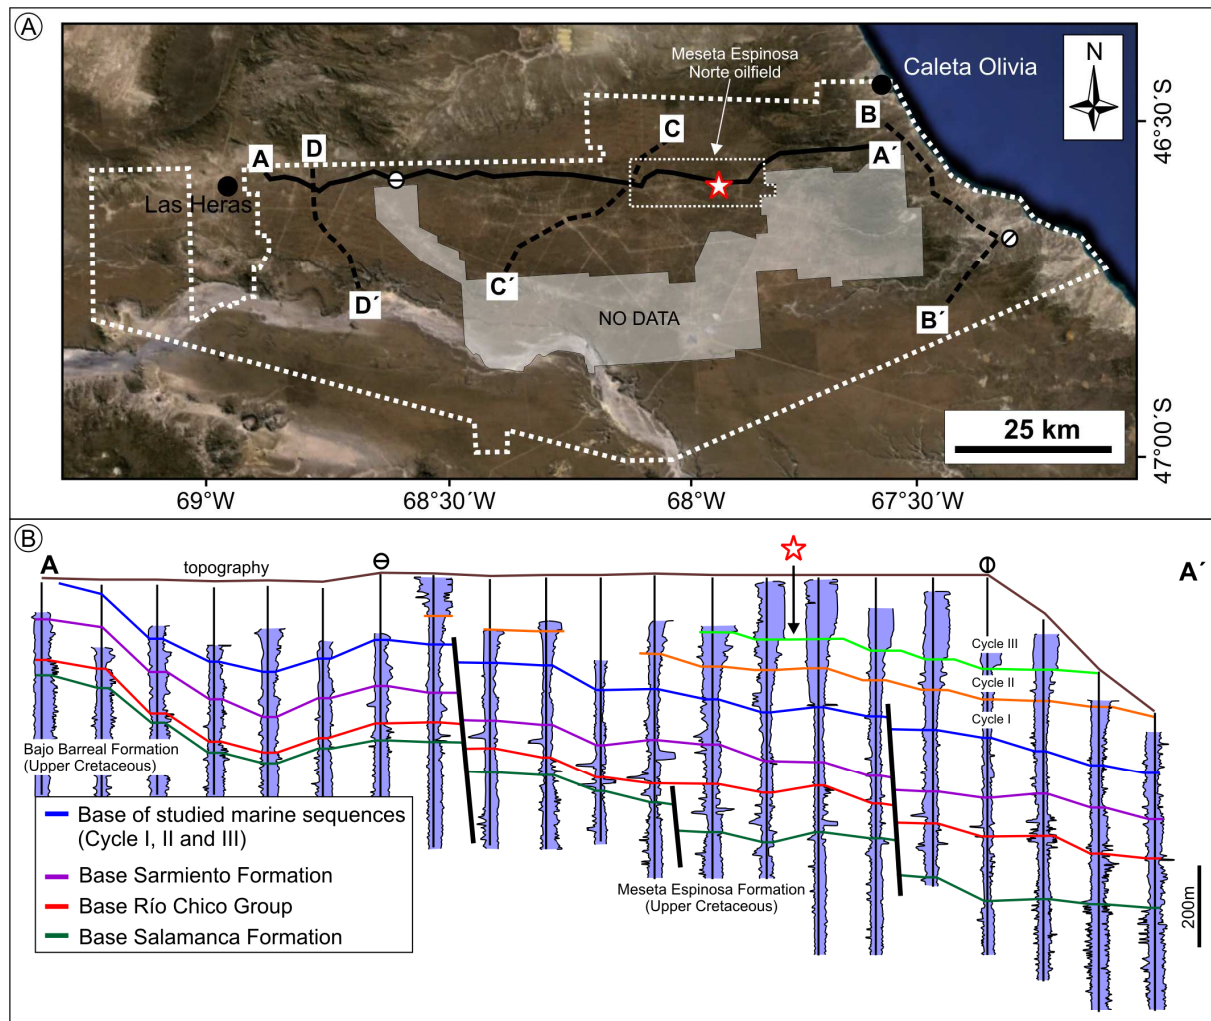 A
Meseta Espinosa
Norte oilfield
Caleta Olivia
N
46°30´S
C
B
D
A
A´
Las Heras
C´
D´
B´
NO DATA
25 km
47°00´S
69°´W
68°30´W
68°´W
67°30´W
B
A
topography
A´
Cycle III
Cycle II
Cycle I
Bajo Barreal Formation
(Upper Cretaceous)
Base of studied marine sequences
(Cycle I, II and III)
Base Sarmiento Formation
Base Río Chico Group
Base Salamanca Formation
Meseta Espinosa Formation
(Upper Cretaceous)
200m